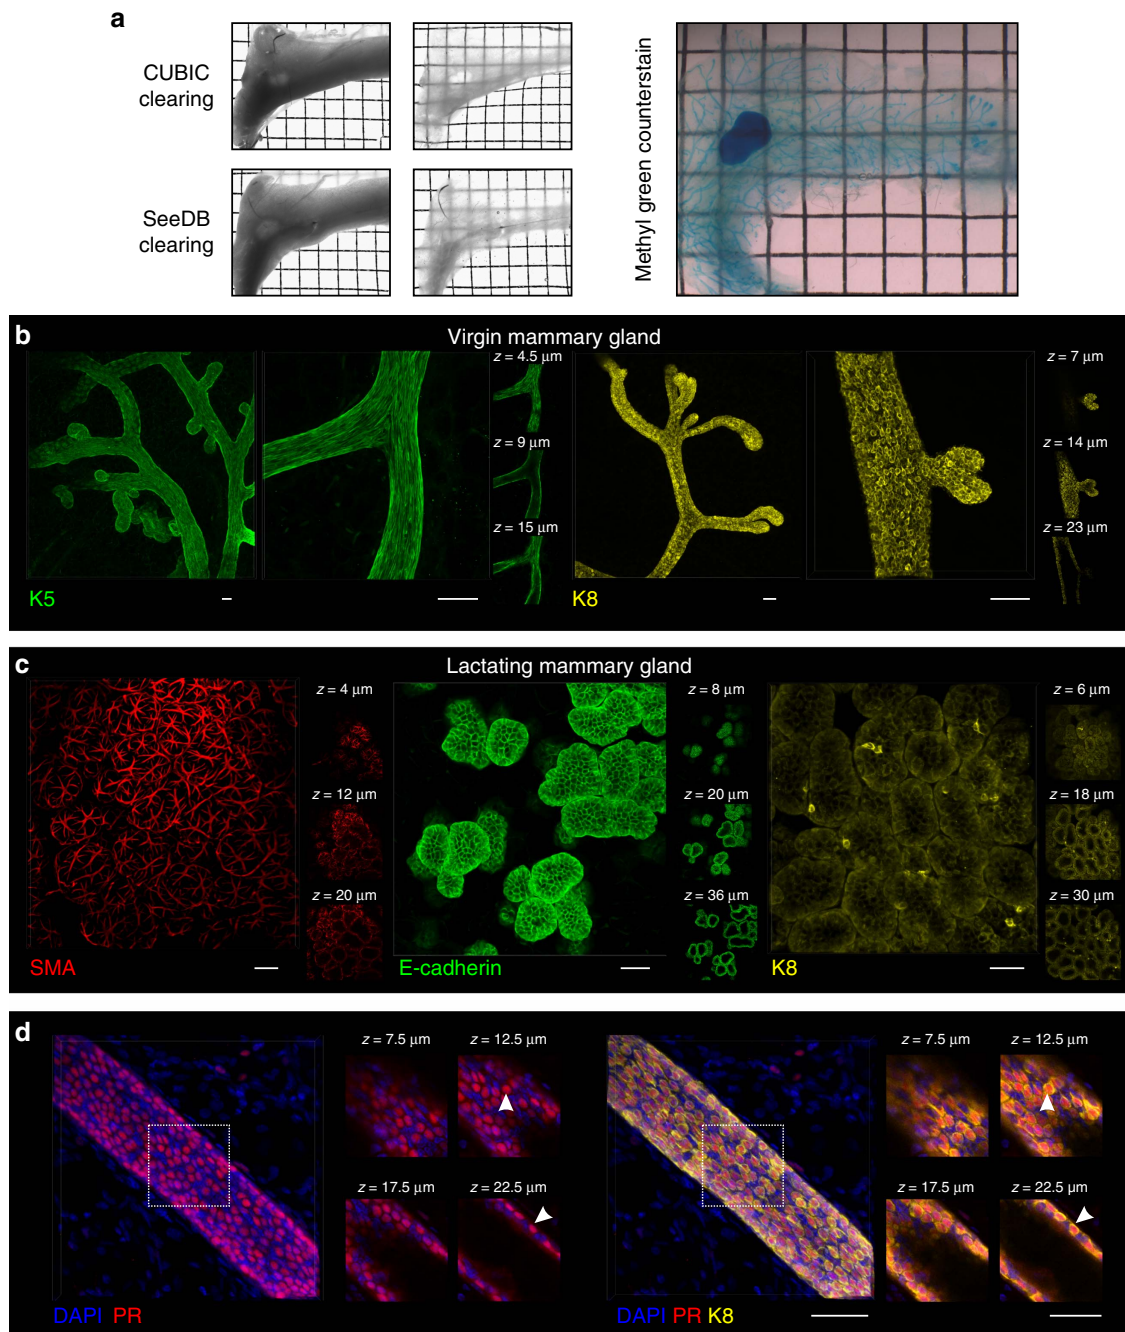 a
CUBIC
clearing
SeeDB
clearing
Methyl green counterstain
b
Virgin mammary gland
z = 4.5 μm
z = 9 μm
z = 15 μm
z = 7 μm
z = 14 μm
z = 23 μm
K5
K8
c
Lactating mammary gland
z = 4 μm
z = 12 μm
z = 20 μm
z = 8 μm
z = 20 μm
z = 36 μm
z = 6 μm
z = 18 μm
z = 30 μm
SMA
E-cadherin
K8
d
z = 7.5 μm
z = 12.5 μm
z = 17.5 μm
z = 22.5 μm
z = 7.5 μm
z = 12.5 μm
z = 17.5 μm
z = 22.5 μm
DAPI PR
DAPI PR K8